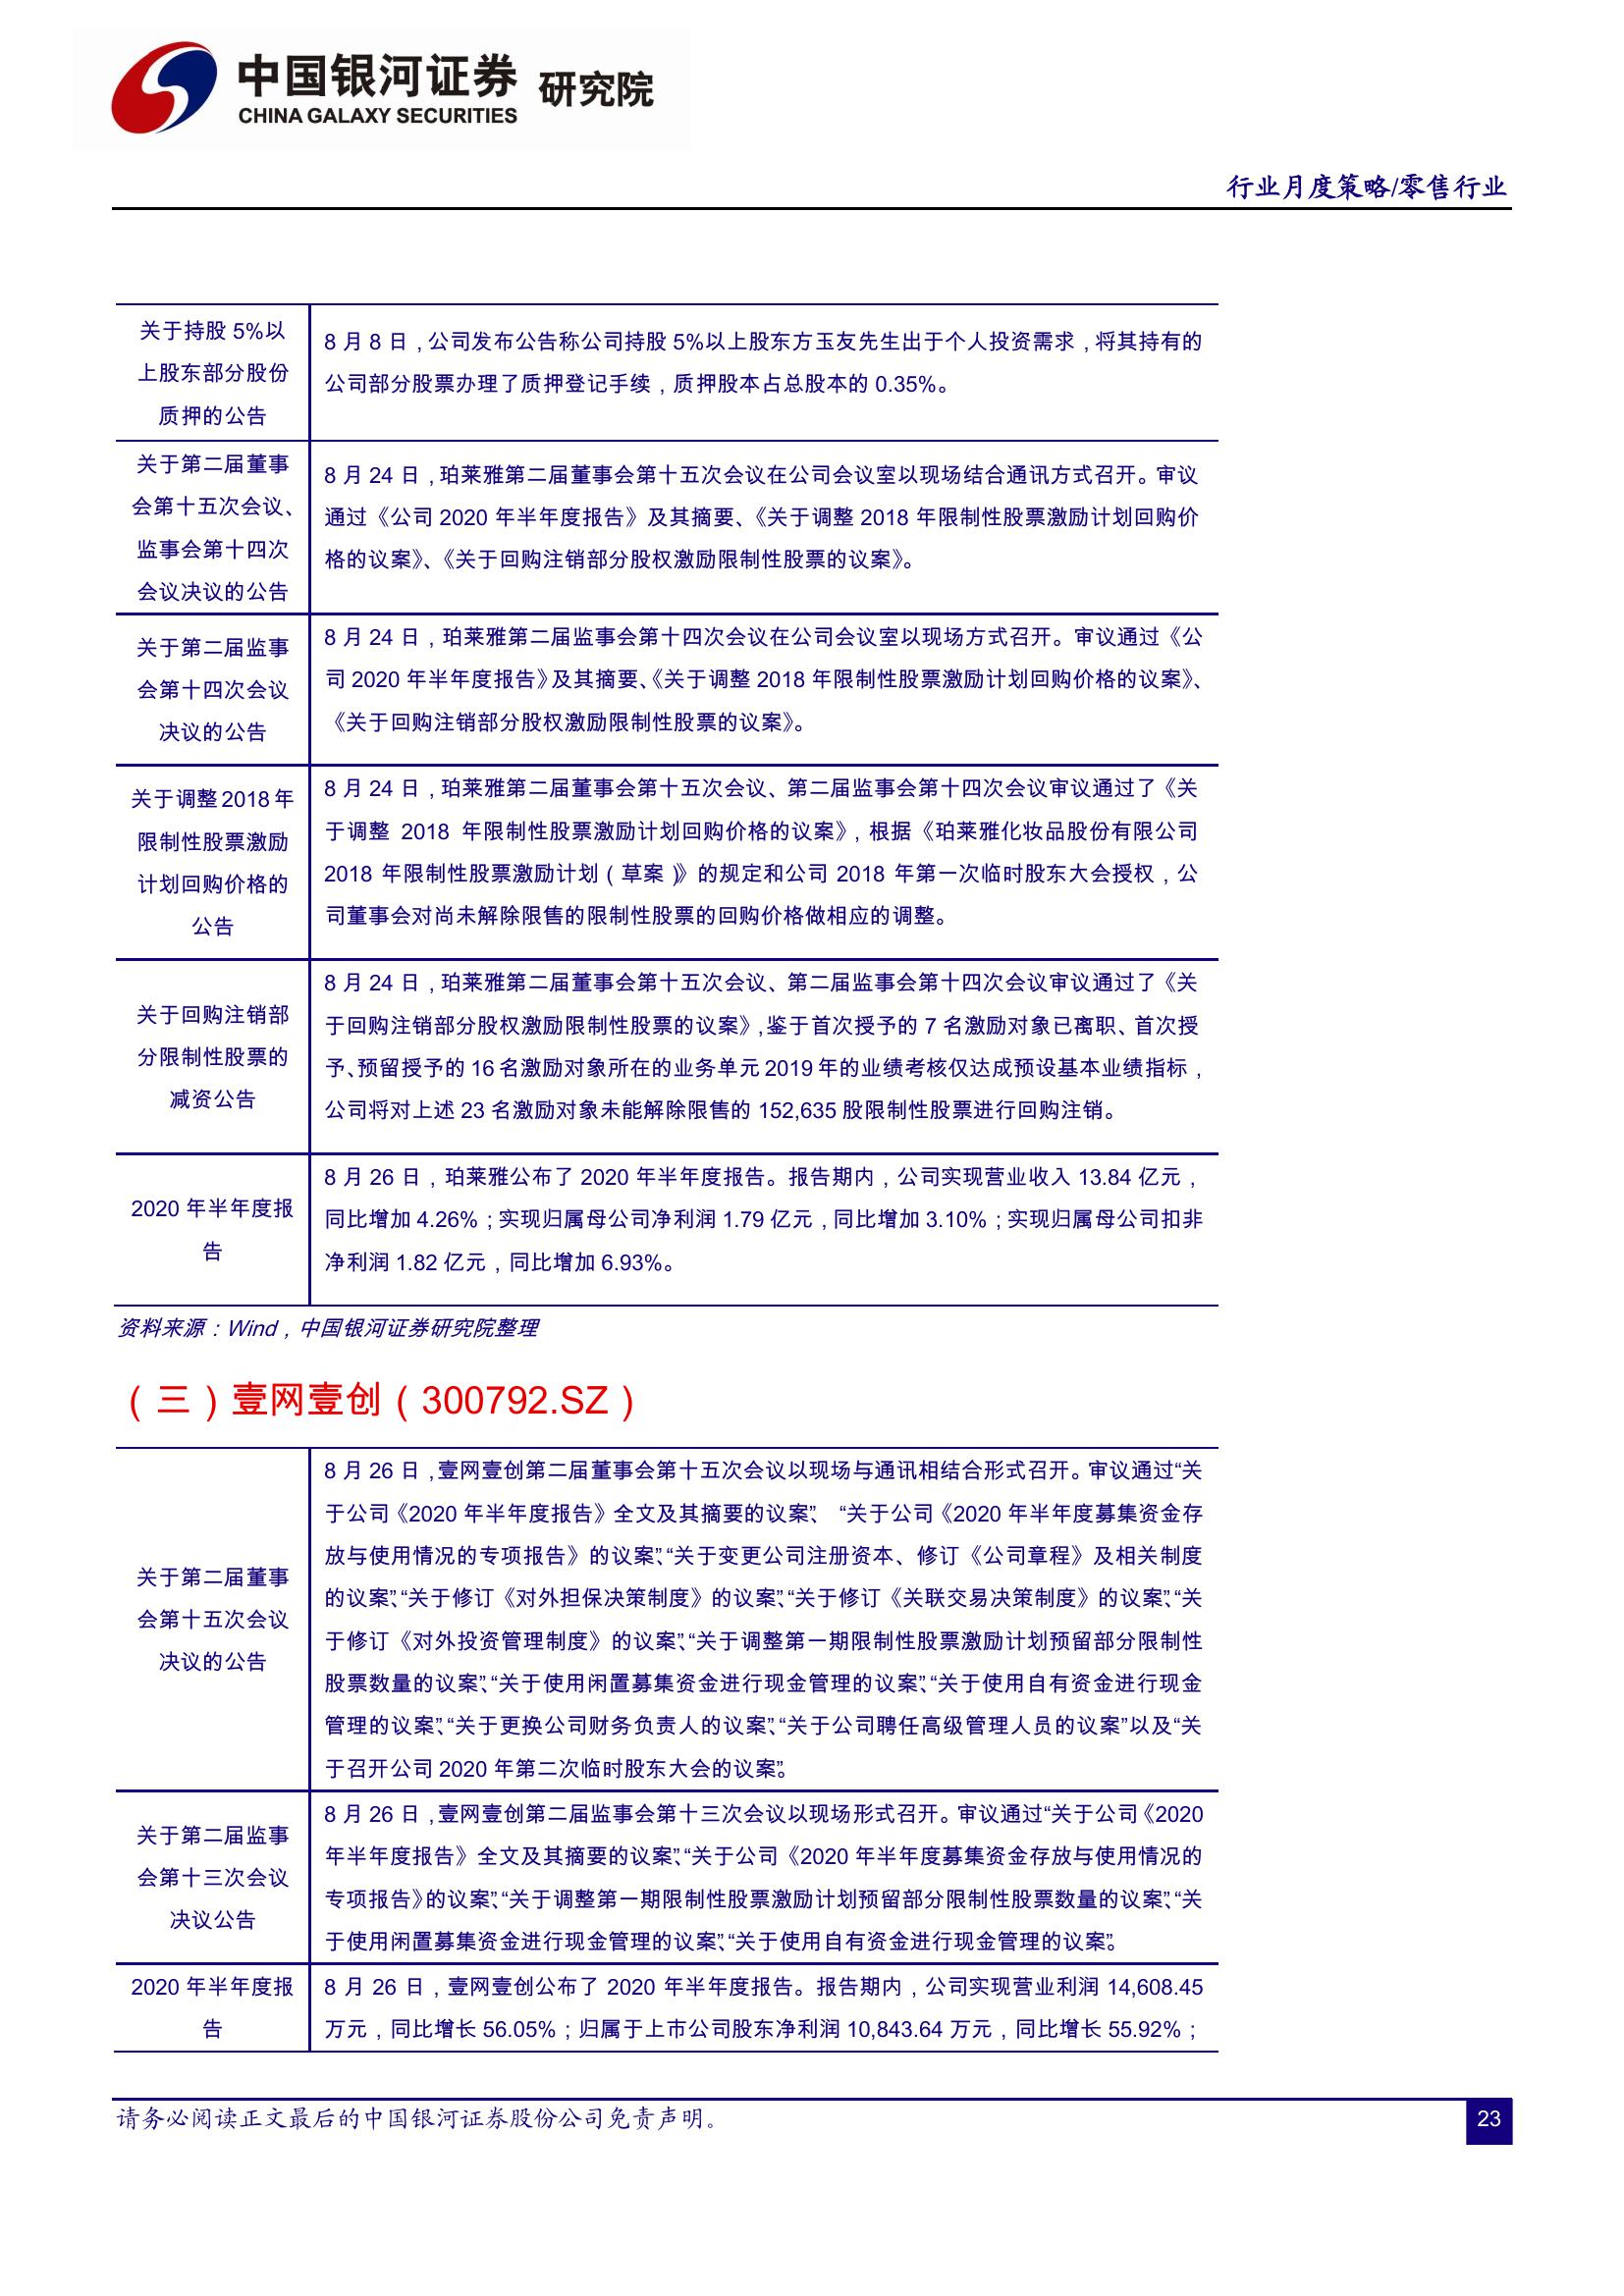 中国银河证券 研究院
CHINA GALAXY SECURITIES
行业月度策略/零售行业
关于持股 5%以
上股东部分股份
质押的公告
8 月 8 日，公司发布公告称公司持股 5%以上股东方玉友先生出于个人投资需求，将其持有的
公司部分股票办理了质押登记手续，质押股本占总股本的 0.35%。
关于第二届董事
会第十五次会议、
监事会第十四次
会议决议的公告
8 月 24 日，珀莱雅第二届董事会第十五次会议在公司会议室以现场结合通讯方式召开。审议
通过《公司 2020 年半年度报告》及其摘要、《关于调整 2018 年限制性股票激励计划回购价
格的议案》、《关于回购注销部分股权激励限制性股票的议案》。
关于第二届监事
会第十四次会议
决议的公告
8 月 24 日，珀莱雅第二届监事会第十四次会议在公司会议室以现场方式召开。审议通过《公
司 2020 年半年度报告》及其摘要、《关于调整 2018 年限制性股票激励计划回购价格的议案》、
《关于回购注销部分股权激励限制性股票的议案》。
关于调整 2018 年
限制性股票激励
计划回购价格的
公告
8 月 24 日，珀莱雅第二届董事会第十五次会议、第二届监事会第十四次会议审议通过了《关
于调整 2018 年限制性股票激励计划回购价格的议案》，根据《珀莱雅化妆品股份有限公司
2018 年限制性股票激励计划（草案）》的规定和公司 2018 年第一次临时股东大会授权，公
司董事会对尚未解除限售的限制性股票的回购价格做相应的调整。
关于回购注销部
分限制性股票的
减资公告
8 月 24 日，珀莱雅第二届董事会第十五次会议、第二届监事会第十四次会议审议通过了《关
于回购注销部分股权激励限制性股票的议案》，鉴于首次授予的 7 名激励对象已离职、首次授
予、预留授予的 16 名激励对象所在的业务单元 2019 年的业绩考核仅达成预设基本业绩指标，
公司将对上述 23 名激励对象未能解除限售的 152,635 股限制性股票进行回购注销。
2020 年半年度报
告
8 月 26 日，珀莱雅公布了 2020 年半年度报告。报告期内，公司实现营业收入 13.84 亿元，
同比增加 4.26%；实现归属母公司净利润 1.79 亿元，同比增加 3.10%；实现归属母公司扣非
净利润 1.82 亿元，同比增加 6.93%。
资料来源：Wind，中国银河证券研究院整理
（三）壹网壹创（300792.SZ）
关于第二届董事
会第十五次会议
决议的公告
8 月 26 日，壹网壹创第二届董事会第十五次会议以现场与通讯相结合形式召开。审议通过“关
于公司《2020 年半年度报告》全文及其摘要的议案”、 “关于公司《2020 年半年度募集资金存
放与使用情况的专项报告》的议案”、“关于变更公司注册资本、修订《公司章程》及相关制度
的议案”、“关于修订《对外担保决策制度》的议案”、“关于修订《关联交易决策制度》的议案”、“关
于修订《对外投资管理制度》的议案”、“关于调整第一期限制性股票激励计划预留部分限制性
股票数量的议案”、“关于使用闲置募集资金进行现金管理的议案”、“关于使用自有资金进行现金
管理的议案”、“关于更换公司财务负责人的议案”、“关于公司聘任高级管理人员的议案”以及“关
于召开公司 2020 年第二次临时股东大会的议案”。
关于第二届监事
会第十三次会议
决议公告
8 月 26 日，壹网壹创第二届监事会第十三次会议以现场形式召开。审议通过“关于公司《2020
年半年度报告》全文及其摘要的议案”、“关于公司《2020 年半年度募集资金存放与使用情况的
专项报告》的议案”、“关于调整第一期限制性股票激励计划预留部分限制性股票数量的议案”、“关
于使用闲置募集资金进行现金管理的议案”、“关于使用自有资金进行现金管理的议案”。
2020 年半年度报
告
8 月 26 日，壹网壹创公布了 2020 年半年度报告。报告期内，公司实现营业利润 14,608.45
万元，同比增长 56.05%；归属于上市公司股东净利润 10,843.64 万元，同比增长 55.92%；
请务必阅读正文最后的中国银河证券股份公司免责声明。
23